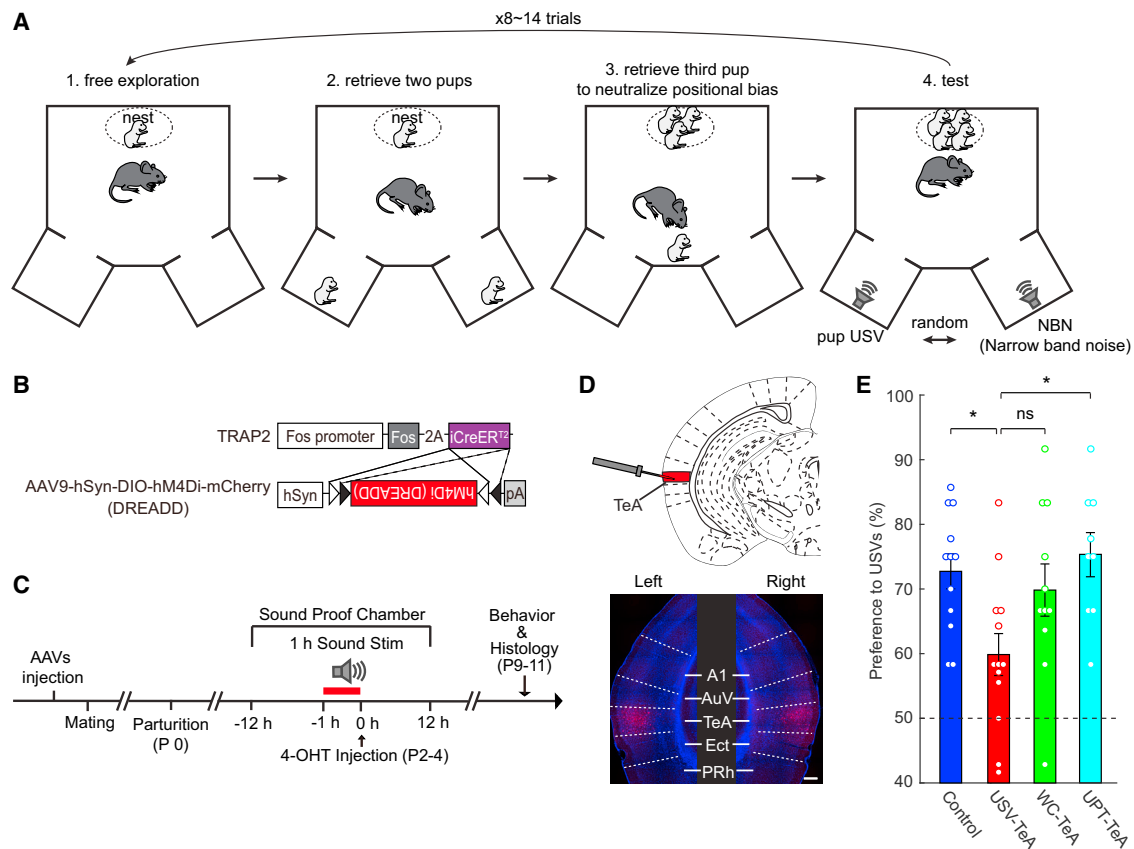 A
x8~14 trials
1. free exploration
2. retrieve two pups
3. retrieve third pup
to neutralize positional bias
4. test
nest
nest
pup USV
random
NBN
(Narrow band noise)
B
TRAP2
Fos promoter
Fos
2A
iCreERT2
AAV9-hSyn-DIO-hM4Di-mCherry
(DREADD)
hSyn
hM4Di (DREADD)
pA
C
AAVs
injection
Mating
Parturition
(P 0)
Sound Proof Chamber
1 h Sound Stim
-12 h
-1 h
0 h
12 h
4-OHT Injection (P2-4)
Behavior
&
Histology
(P9-11)
D
TeA
Left
Right
A1
AuV
TeA
Ect
PRh
E
Preference to USVs (%)
100
90
80
70
60
50
40
*
ns
*
Control
USV-TeA
WC-TeA
UPT-TeA